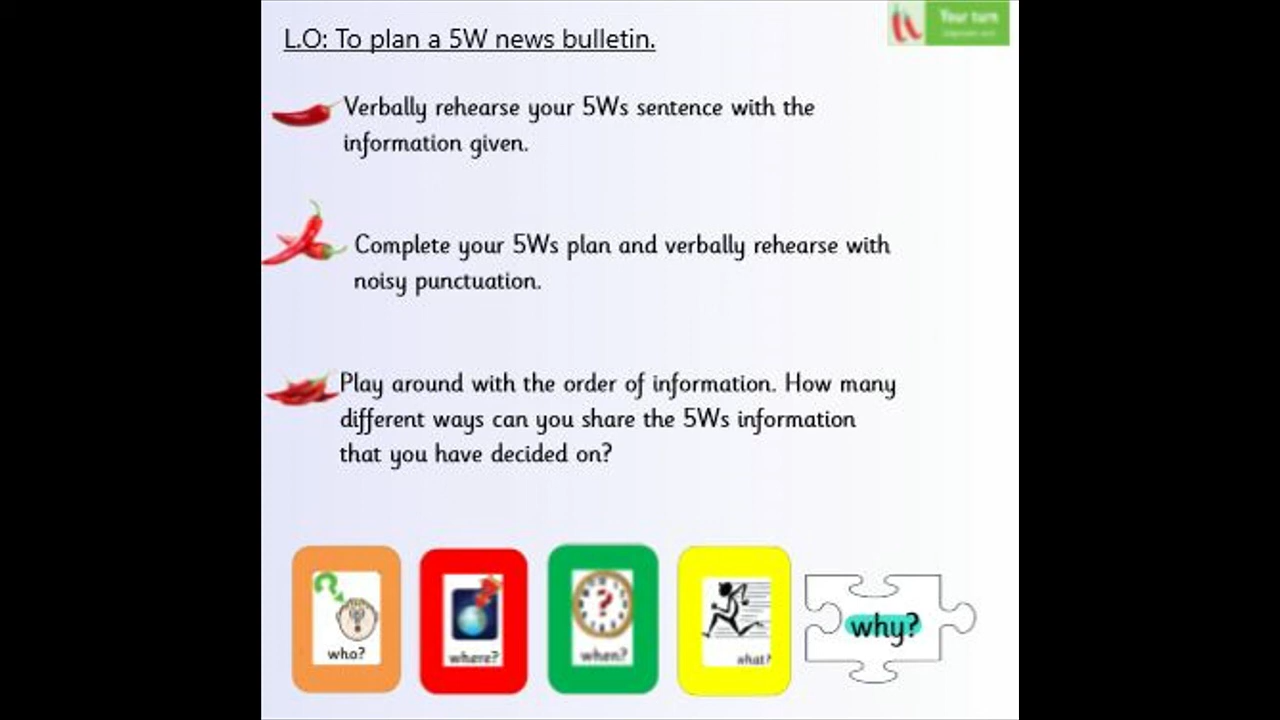 Your turn
L.O: To plan a 5W news bulletin.
Verbally rehearse your 5Ws sentence with the
information given.
Complete your 5Ws plan and verbally rehearse with
noisy punctuation.
Play around with the order of information. How many
different ways can you share the 5Ws information
that you have decided on?
who?
where?
when?
what?
why?